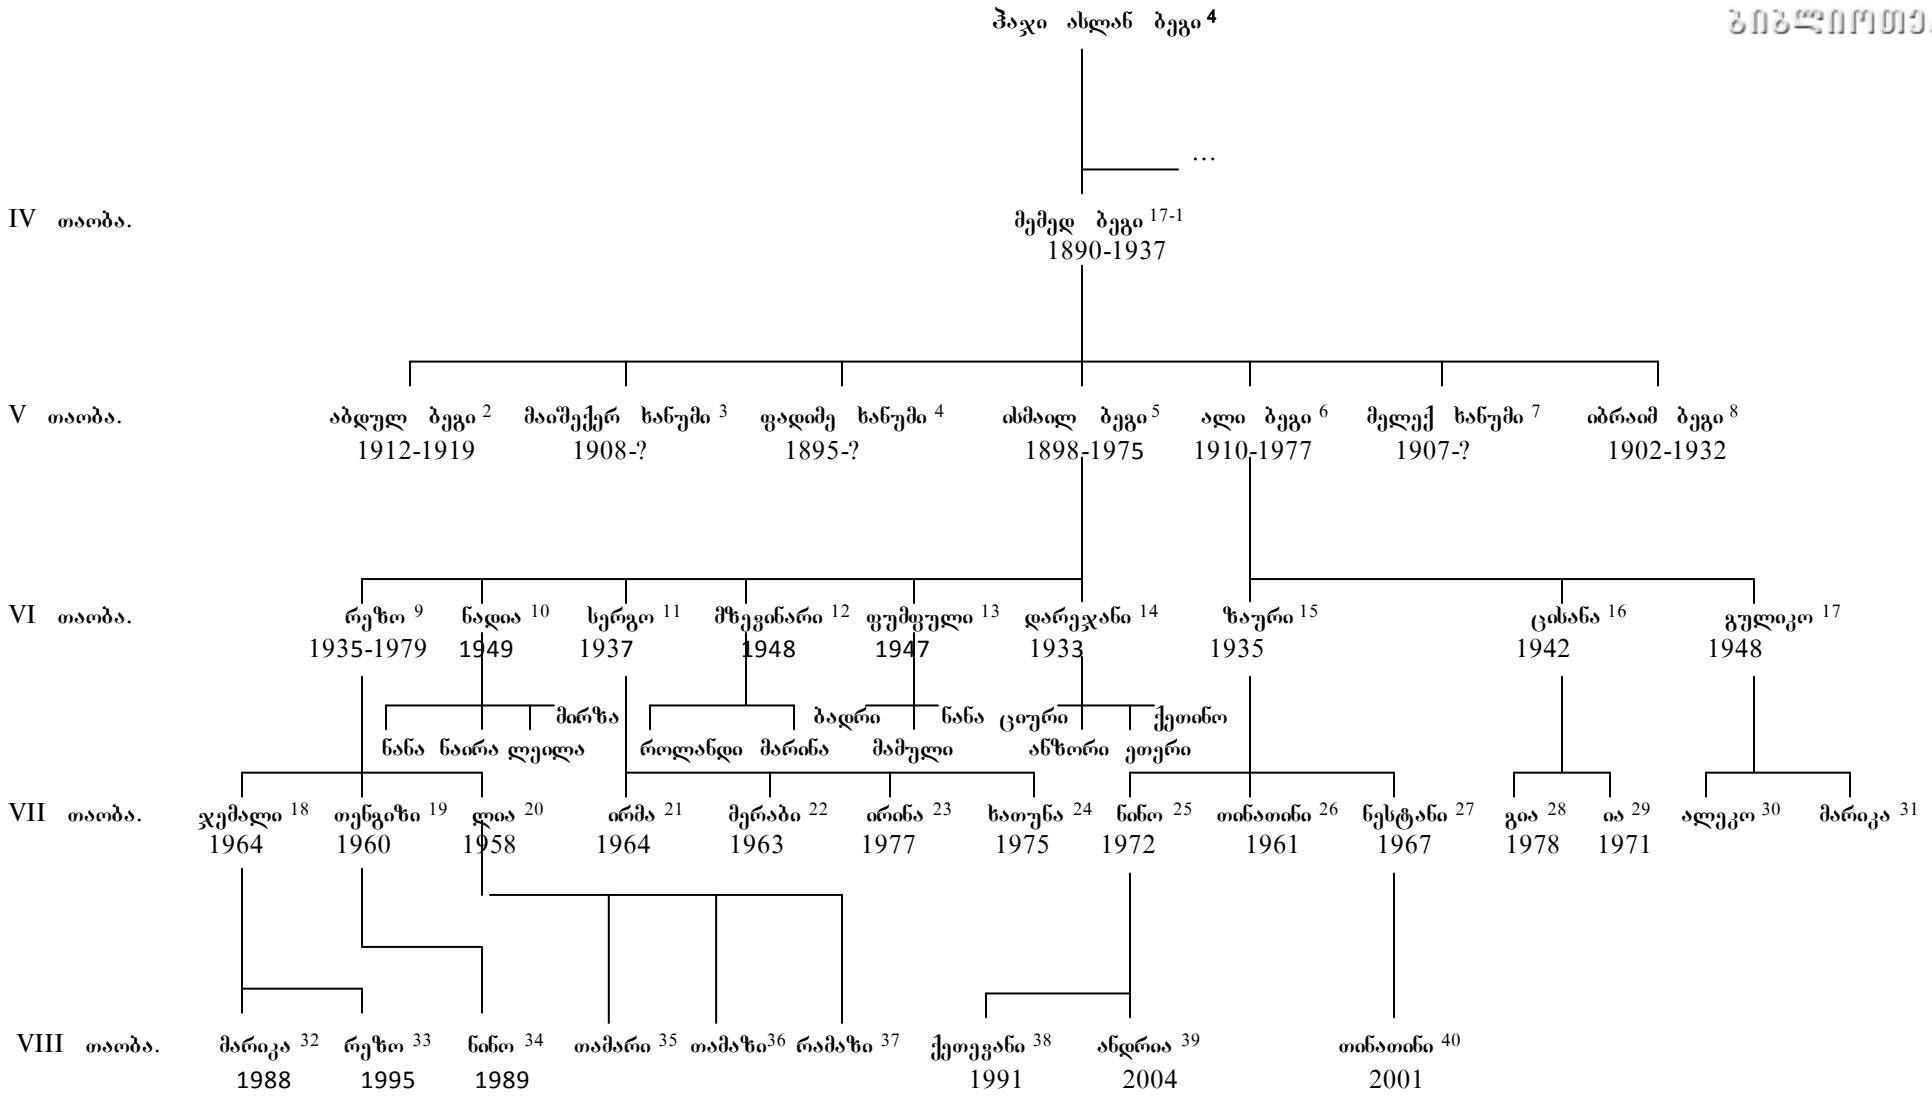 ჰაჯი ასლან ბეგი 4
...
IV თაობა.
მემედ ბეგი 17-1
1890-1937
V თაობა.
აბდულ ბეგი 2 მაიშექერ ხანუმი 3 ფადიმე ხანუმი 4 ისმაილ ბეგი 5 ალი ბეგი 6 მელექ ხანუმი 7 იბრაიმ ბეგი 8
1912-1919 1908-? 1895-? 1898-1975 1910-1977 1907-? 1902-1932
VI თაობა. რეზო 9 ნადია 10 სერგო 11 მზევინარი 12 ფუმფული 13 დარეჯანი 14 ზაური 15 ცისანა 16 გულიკო 17
1935-1979 1949 1937 1948 1947 1933 1935 1942 1948
მირზა ბადრი ნანა ციური ქეთინო
ნანა ნაირა ლეილა როლანდი მარინა მამული ანზორი ეთერი
VII თაობა. ჯემალი 18 თენგიზი 19 ლია 20 ირმა 21 მერაბი 22 ირინა 23 ხათუნა 24 ნინო 25 თინათინი 26 ნესტანი 27 გია 28 ია 29 ალეკო 30 მარიკა 31
1964 1960 1958 1964 1963 1977 1975 1972 1961 1967 1978 1971
VIII თაობა. მარიკა 32 რეზო 33 ნინო 34 თამარი 35 თამაზი36 რამაზი 37 ქეთევანი 38 ანდრია 39 თინათინი 40
1988 1995 1989 1991 2004 2001